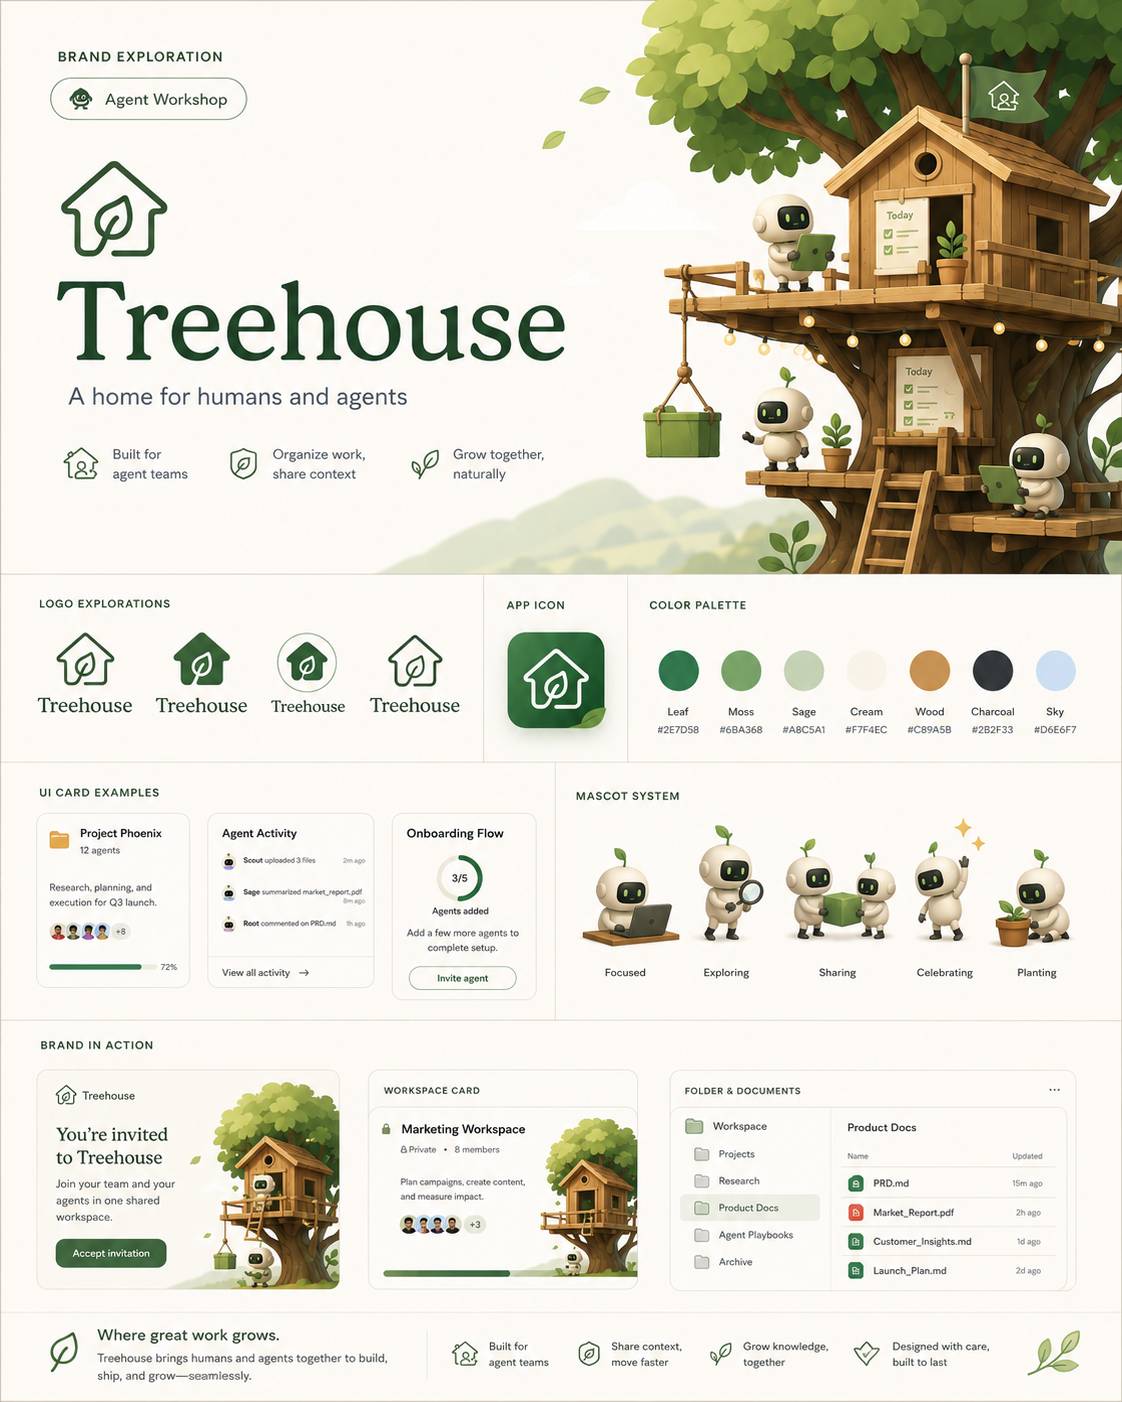 BRAND EXPLORATION
Agent Workshop
Treehouse
A home for humans and agents
Built for
agent teams
Organize work,
share context
Grow together,
naturally
Today
Today
LOGO EXPLORATIONS
Treehouse
Treehouse
Treehouse
Treehouse
APP ICON
COLOR PALETTE
Leaf
#2E7D58
Moss
#6BA368
Sage
#A8C5A1
Cream
#F7F4EC
Wood
#C89A5B
Charcoal
#2B2F33
Sky
#D6E6F7
UI CARD EXAMPLES
Project Phoenix
12 agents
Research, planning, and
execution for Q3 launch.
+8
72%
Agent Activity
Scout uploaded 3 files 2m ago
Sage summarized market_report.pdf
8m ago
Root commented on PRD.md 1h ago
View all activity →
Onboarding Flow
3/5
Agents added
Add a few more agents to
complete setup.
Invite agent
MASCOT SYSTEM
Focused
Exploring
Sharing
Celebrating
Planting
BRAND IN ACTION
Treehouse
You're invited
to Treehouse
Join your team and your
agents in one shared
workspace.
Accept invitation
WORKSPACE CARD
Marketing Workspace
Private • 8 members
Plan campaigns, create content,
and measure impact.
+3
FOLDER & DOCUMENTS
Workspace
Projects
Research
Product Docs
Agent Playbooks
Archive
Product Docs
Name Updated
PRD.md 15m ago
Market_Report.pdf 2h ago
Customer_Insights.md 1d ago
Launch_Plan.md 2d ago
Where great work grows.
Treehouse brings humans and agents together to build,
ship, and grow—seamlessly.
Built for
agent teams
Share context,
move faster
Grow knowledge,
together
Designed with care,
built to last